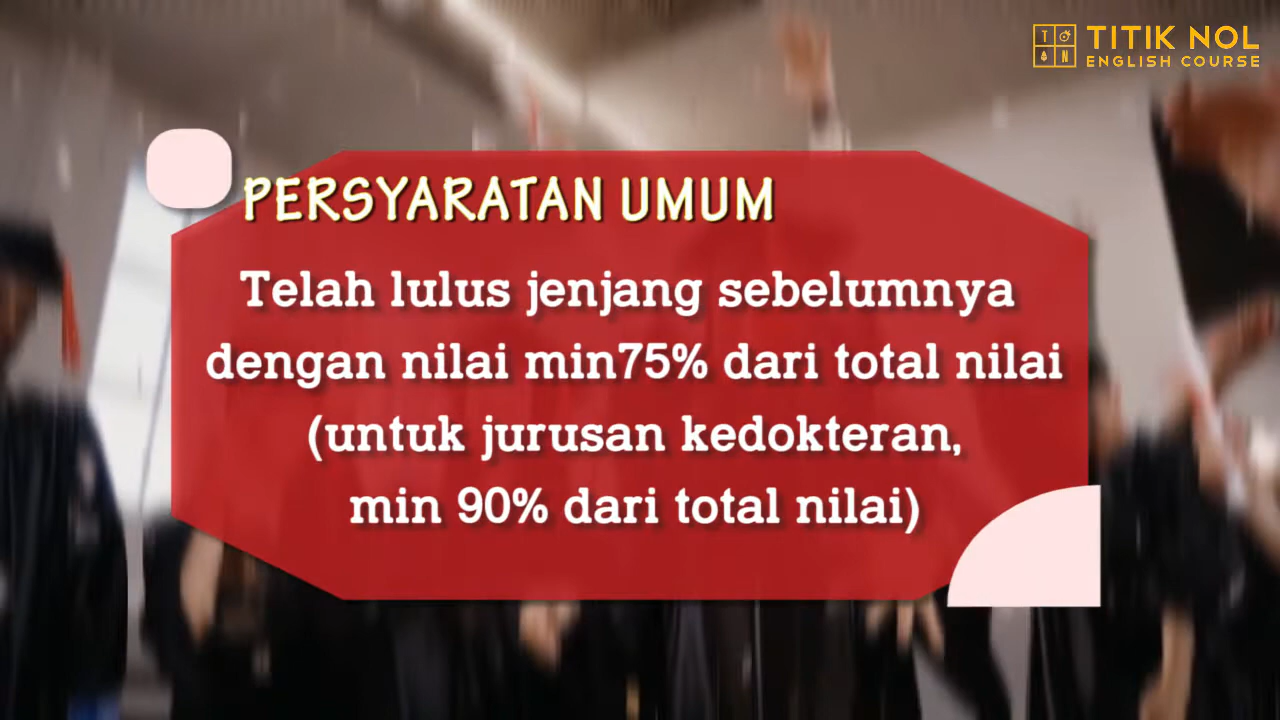 TITIK NOL
ENGLISH COURSE
PERSYARATAN UMUM
Telah lulus jenjang sebelumnya
dengan nilai min75% dari total nilai
(untuk jurusan kedokteran,
min 90% dari total nilai)